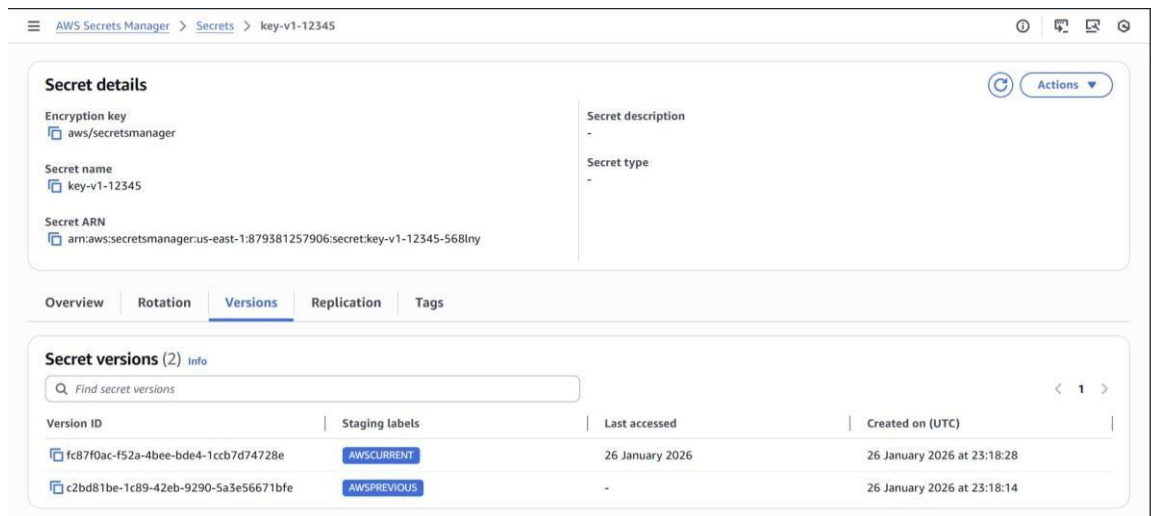 AWS Secrets Manager > Secrets > key-v1-12345
Secret details
Actions
Encryption key
aws/secretsmanager
Secret name
key-v1-12345
Secret ARN
arn:aws:secretsmanager:us-east-1:879381257906:secret:key-v1-12345-568lny
Secret description
-
Secret type
-
Overview Rotation Versions Replication Tags
Secret versions (2) Info
Find secret versions
< 1 >
Version ID Staging labels Last accessed Created on (UTC)
fc87f0ac-f52a-4bee-bde4-1ccb7d74728e AWSCURRENT 26 January 2026 26 January 2026 at 23:18:28
c2bd81be-1c89-42eb-9290-5a3e56671bfe AWSPREVIOUS - 26 January 2026 at 23:18:14